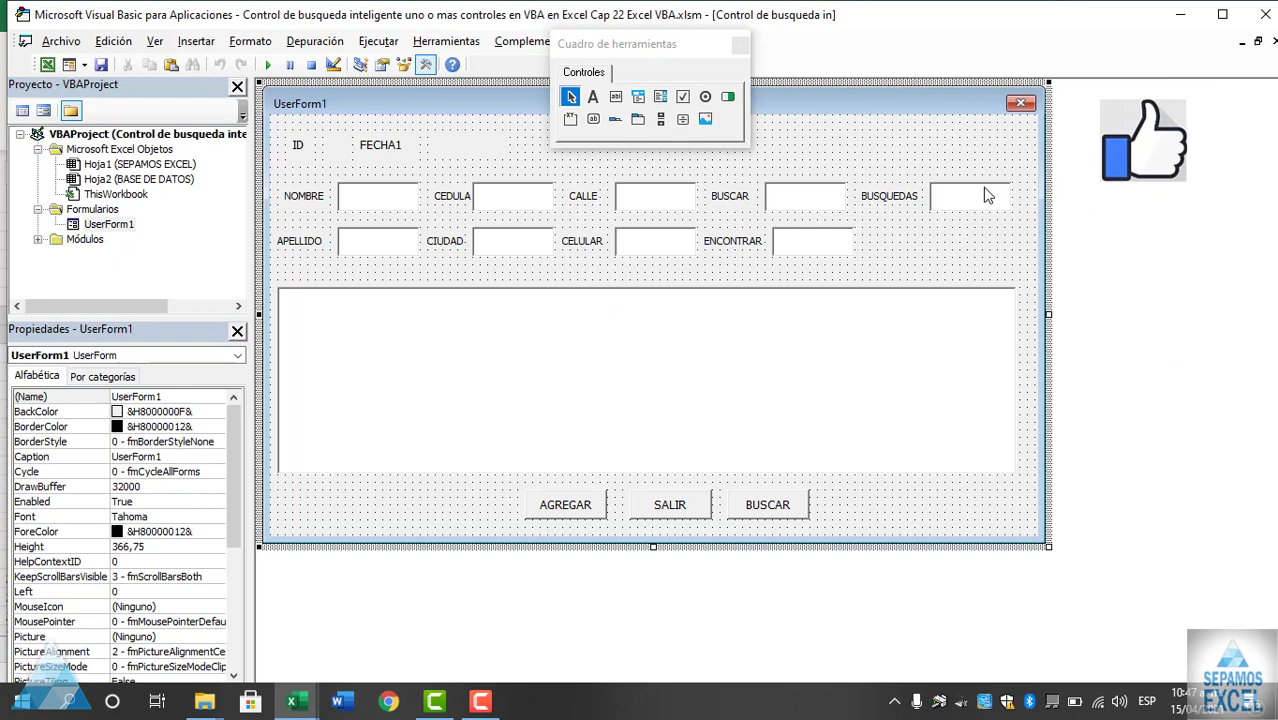 Microsoft Visual Basic para Aplicaciones - Control de busqueda inteligente uno o mas controles en VBA en Excel Cap 22 Excel VBA.xlsm - [Control de busqueda in]
Archivo Edición Ver Insertar Formato Depuración Ejecutar Herramientas Compleme
Cuadro de herramientas
Controles
Proyecto - VBAProject
VBAProject (Control de busqueda inte
Microsoft Excel Objetos
Hoja1 (SEPAMOS EXCEL)
Hoja2 (BASE DE DATOS)
ThisWorkbook
Formularios
UserForm1
Módulos
UserForm1
ID FECHA1
NOMBRE CEDULA CALLE BUSCAR BUSQUEDAS
APELLIDO CIUDAD CELULAR ENCONTRAR
AGREGAR SALIR BUSCAR
Propiedades - UserForm1
UserForm1 UserForm
Alfabética Por categorías
(Name) UserForm1
BackColor &H8000000F&
BorderColor &H80000012&
BorderStyle 0 - fmBorderStyleNone
Caption UserForm1
Cycle 0 - fmCycleAllForms
DrawBuffer 32000
Enabled True
Font Tahoma
ForeColor &H80000012&
Height 366,75
HelpContextID 0
KeepScrollBarsVisible 3 - fmScrollBarsBoth
Left 0
MouseIcon (Ninguno)
MousePointer 0 - fmMousePointerDefau
Picture (Ninguno)
PictureAlignment 2 - fmPictureAlignmentCe
PictureSizeMode 0 - fmPictureSizeModeClip
SEPAMOS
EXCEL
ESP
10:47 a.